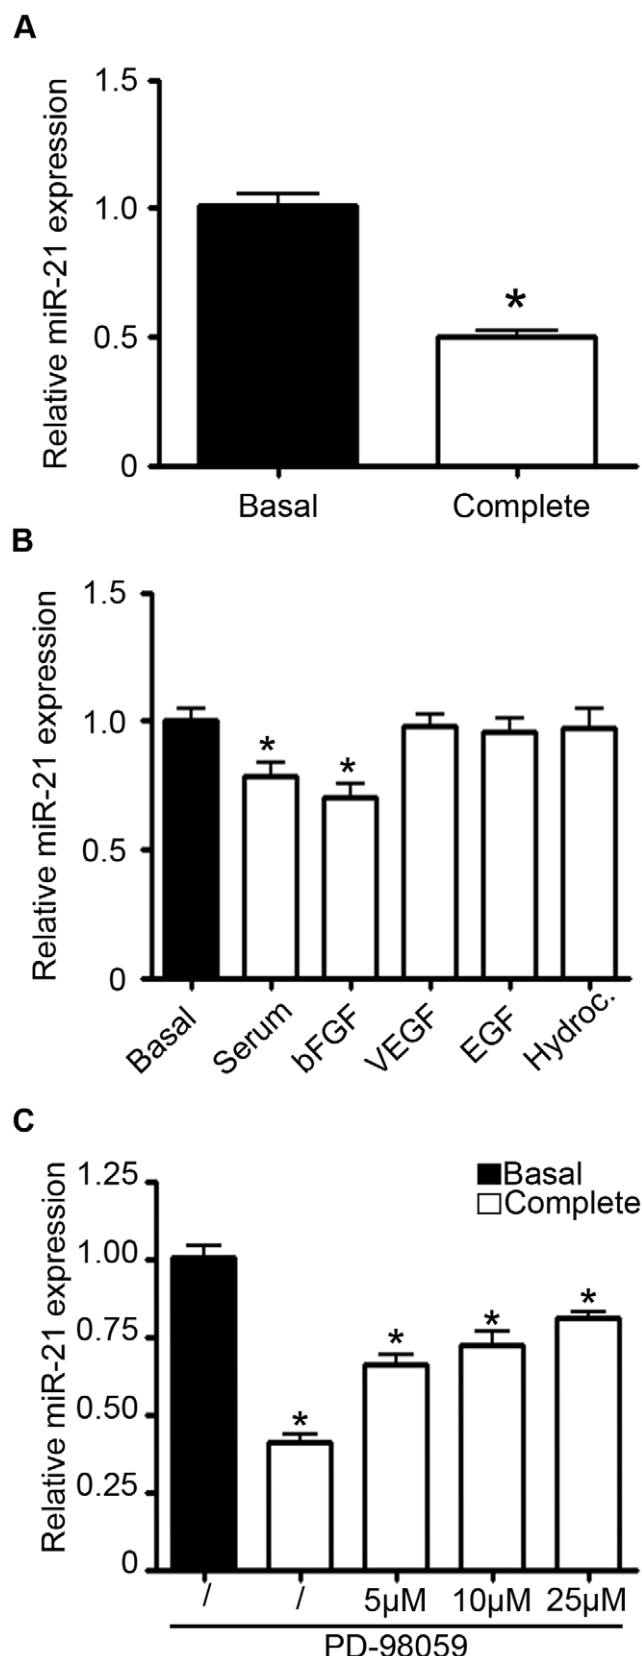 A
Relative miR-21 expression
1.5
1.0
0.5
0
*
Basal
Complete
B
Relative miR-21 expression
1.5
1.0
0.5
0
*
*
Basal
Serum
bFGF
VEGF
EGF
Hydroc.
C
Relative miR-21 expression
1.25
1.00
0.75
0.50
0.25
0
Basal
Complete
*
*
*
*
/
/
5µM
10µM
25µM
PD-98059